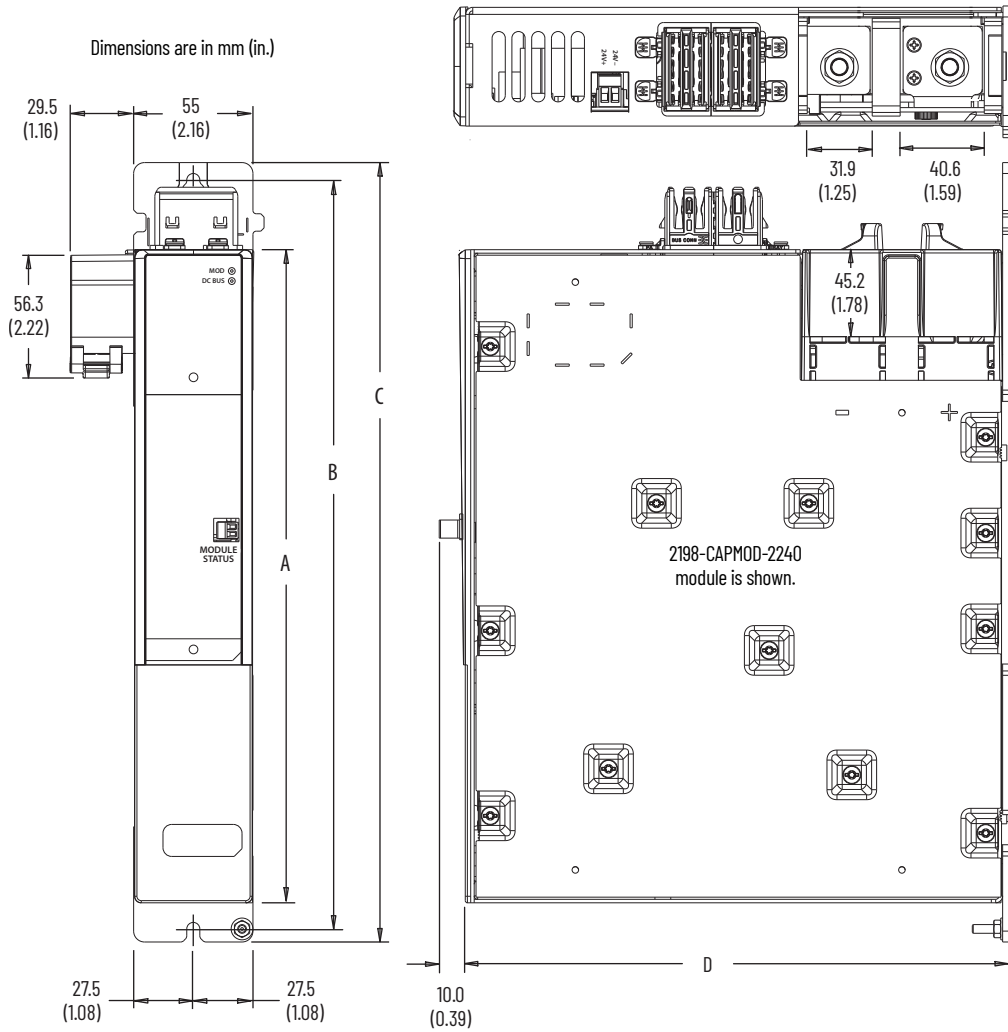 Dimensions are in mm (in.)
29.5
(1.16)
55
(2.16)
24V-
24V+
31.9
(1.25)
40.6
(1.59)
MOD
DC BUS
56.3
(2.22)
C
B
A
MODULE
STATUS
BUS CONN
45.2
(1.78)
2198-CAPMOD-2240
module is shown.
27.5
(1.08)
27.5
(1.08)
10.0
(0.39)
D